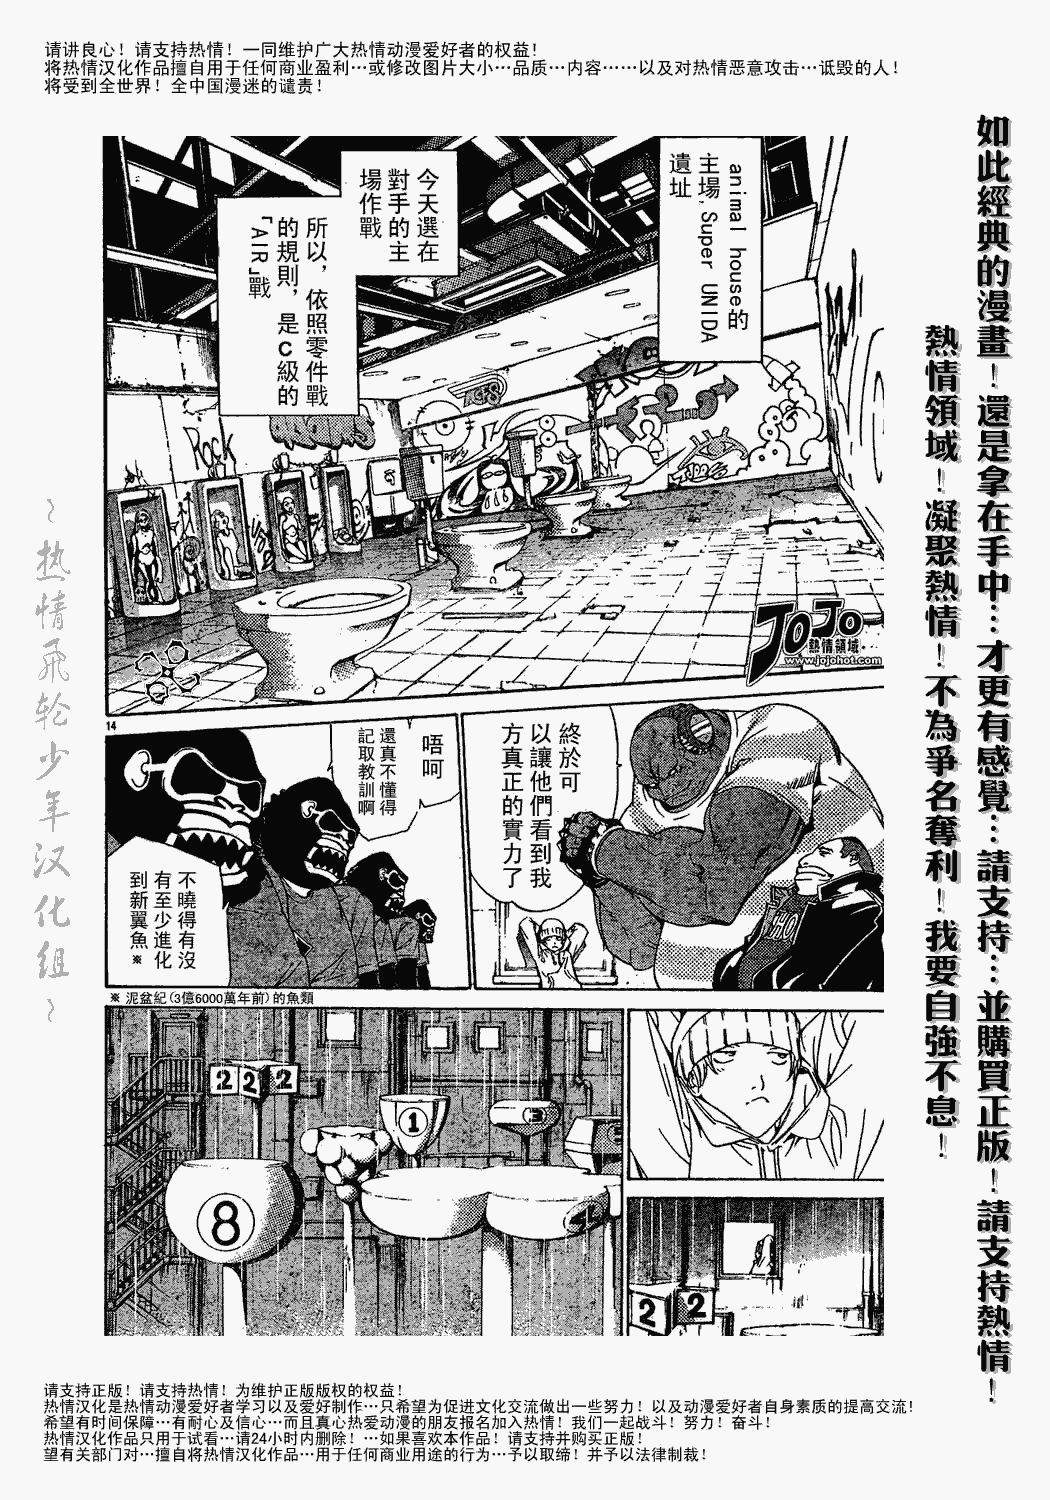 请讲良心！请支持热情！一同维护广大热情动漫爱好者的权益！
将热情汉化作品擅自用于任何商业盈利…或修改图片大小…品质…内容……以及对热情恶意攻击…诋毁的人！
将受到全世界！全中国漫迷的谴责！
如此經典的漫畫！還是拿在手中…才更有感覺…請支持…並購買正版！請支持熱情！
熱情領域！凝聚熱情！不為爭名奪利！我要自強不息！
~热情飛轮少年汉化组~
animal house的
主場,Super UNIDA
遺址
今天選在
對手的主
場作戰
所以，依照零件戰
的規則，是C級的
「AIR」戰
ROCK
JOJO
熱情領域
www.jojohot.com
14
終於可
以讓他們看到我
方真正的實力了
唔呵
還真不懂得
記取教訓啊
不曉得有沒
有至少進化
到新翼魚※
※ 泥盆紀(3億6000萬年前)的魚類
2 2 2
1
3
8
2 2
请支持正版！请支持热情！为维护正版版权的权益！
热情汉化是热情动漫爱好者学习以及爱好制作…只希望为促进文化交流做出一些努力！以及动漫爱好者自身素质的提高交流！
希望有时间保障…有耐心及信心…而且真心热爱动漫的朋友报名加入热情！我们一起战斗！努力！奋斗！
热情汉化作品只用于试看…请24小时内删除！…如果喜欢本作品！请支持并购买正版！
望有关部门对…擅自将热情汉化作品…用于任何商业用途的行为…予以取缔！并予以法律制裁！